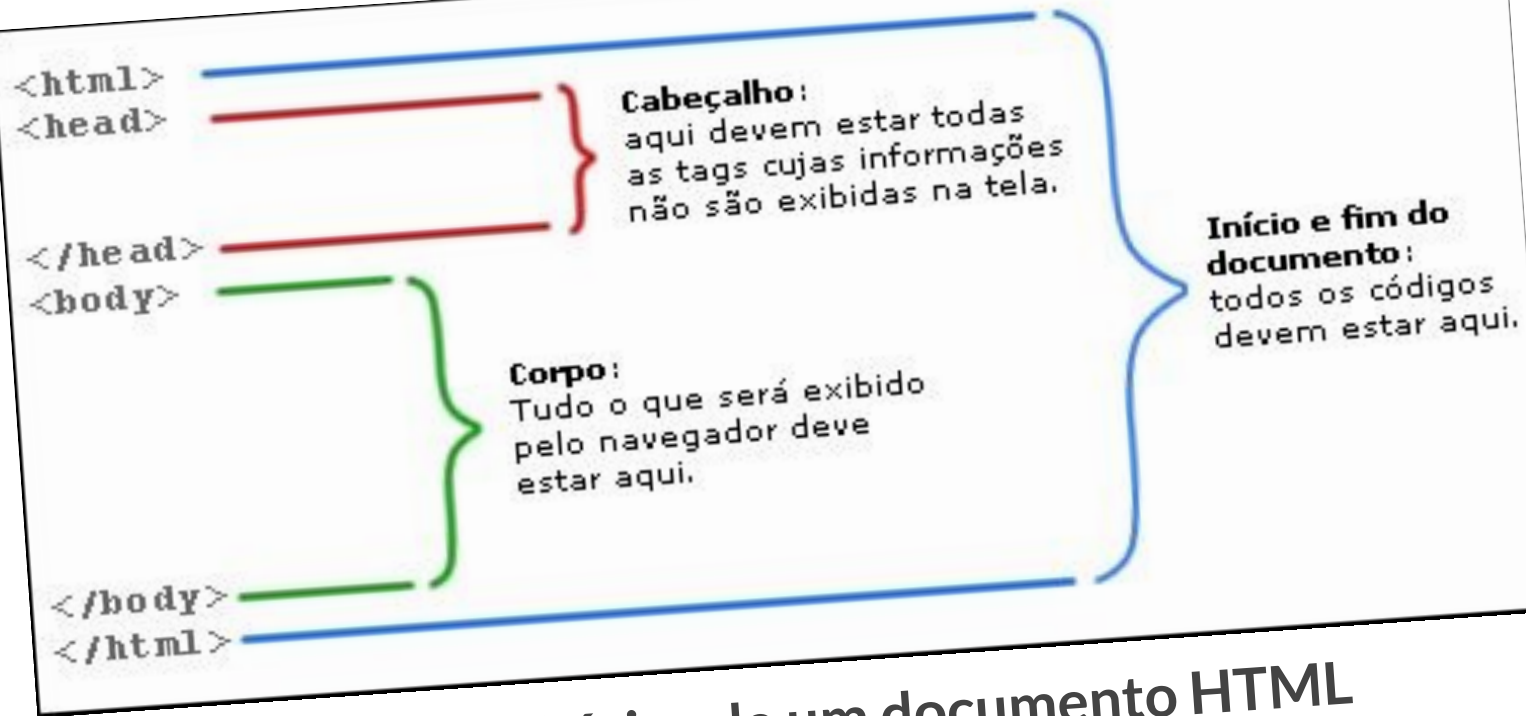 <html>
<head>
Cabeçalho:
aqui devem estar todas
as tags cujas informações
não são exibidas na tela.
</head>
<body>
Início e fim do
documento:
todos os códigos
devem estar aqui.
Corpo:
Tudo o que será exibido
pelo navegador deve
estar aqui.
</body>
</html>
de um documento HTML